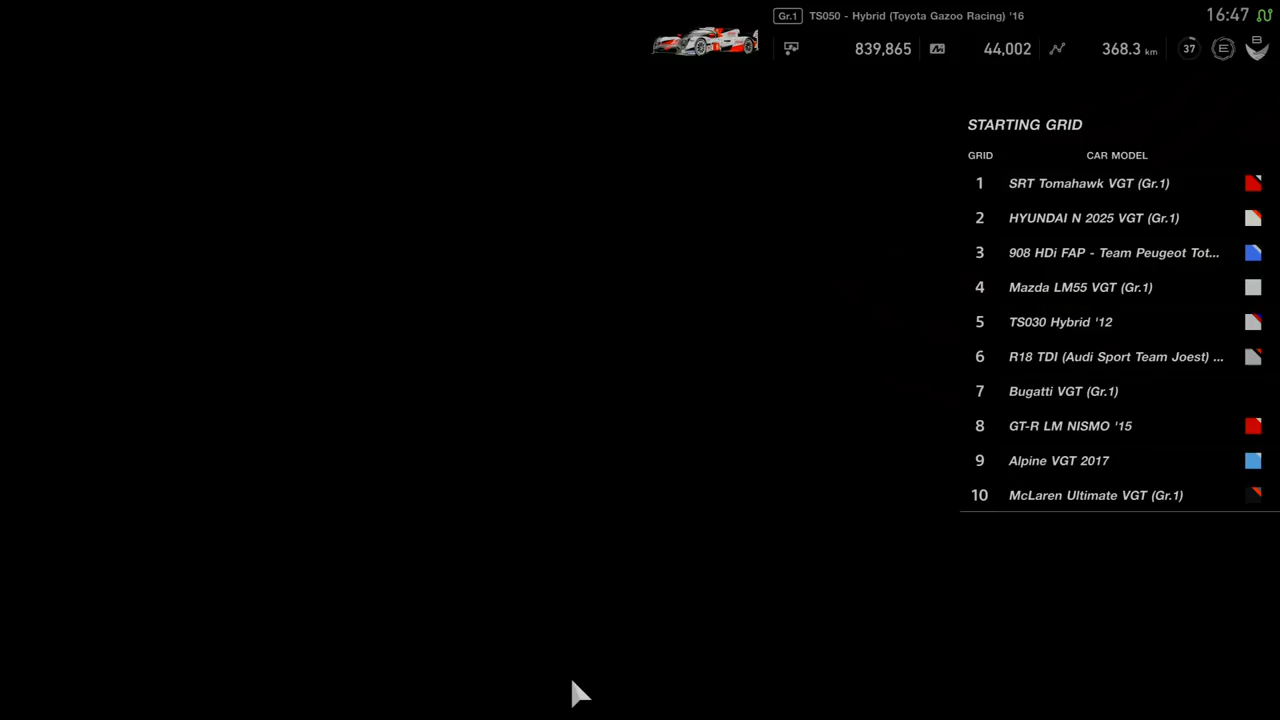 Gr.1 TS050 - Hybrid (Toyota Gazoo Racing) '16 16:47
839,865 44,002 368.3 km 37 E B
STARTING GRID
GRID CAR MODEL
1 SRT Tomahawk VGT (Gr.1)
2 HYUNDAI N 2025 VGT (Gr.1)
3 908 HDi FAP - Team Peugeot Tot...
4 Mazda LM55 VGT (Gr.1)
5 TS030 Hybrid '12
6 R18 TDI (Audi Sport Team Joest) ...
7 Bugatti VGT (Gr.1)
8 GT-R LM NISMO '15
9 Alpine VGT 2017
10 McLaren Ultimate VGT (Gr.1)